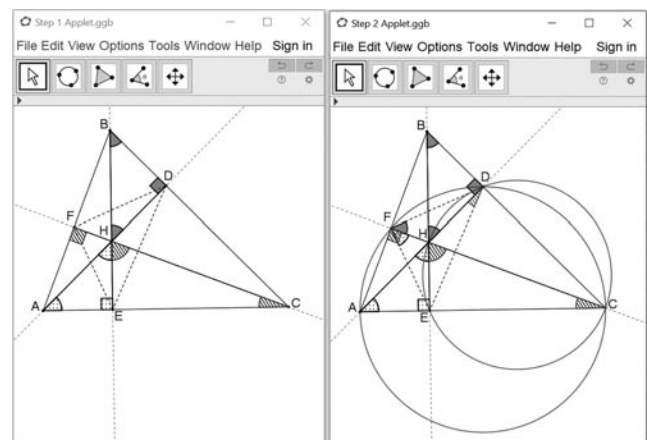 Step 1 Applet.ggb
File Edit View Options Tools Window Help Sign in
B
D
F
H
A
E
C
Step 2 Applet.ggb
File Edit View Options Tools Window Help Sign in
B
D
F
H
A
E
C